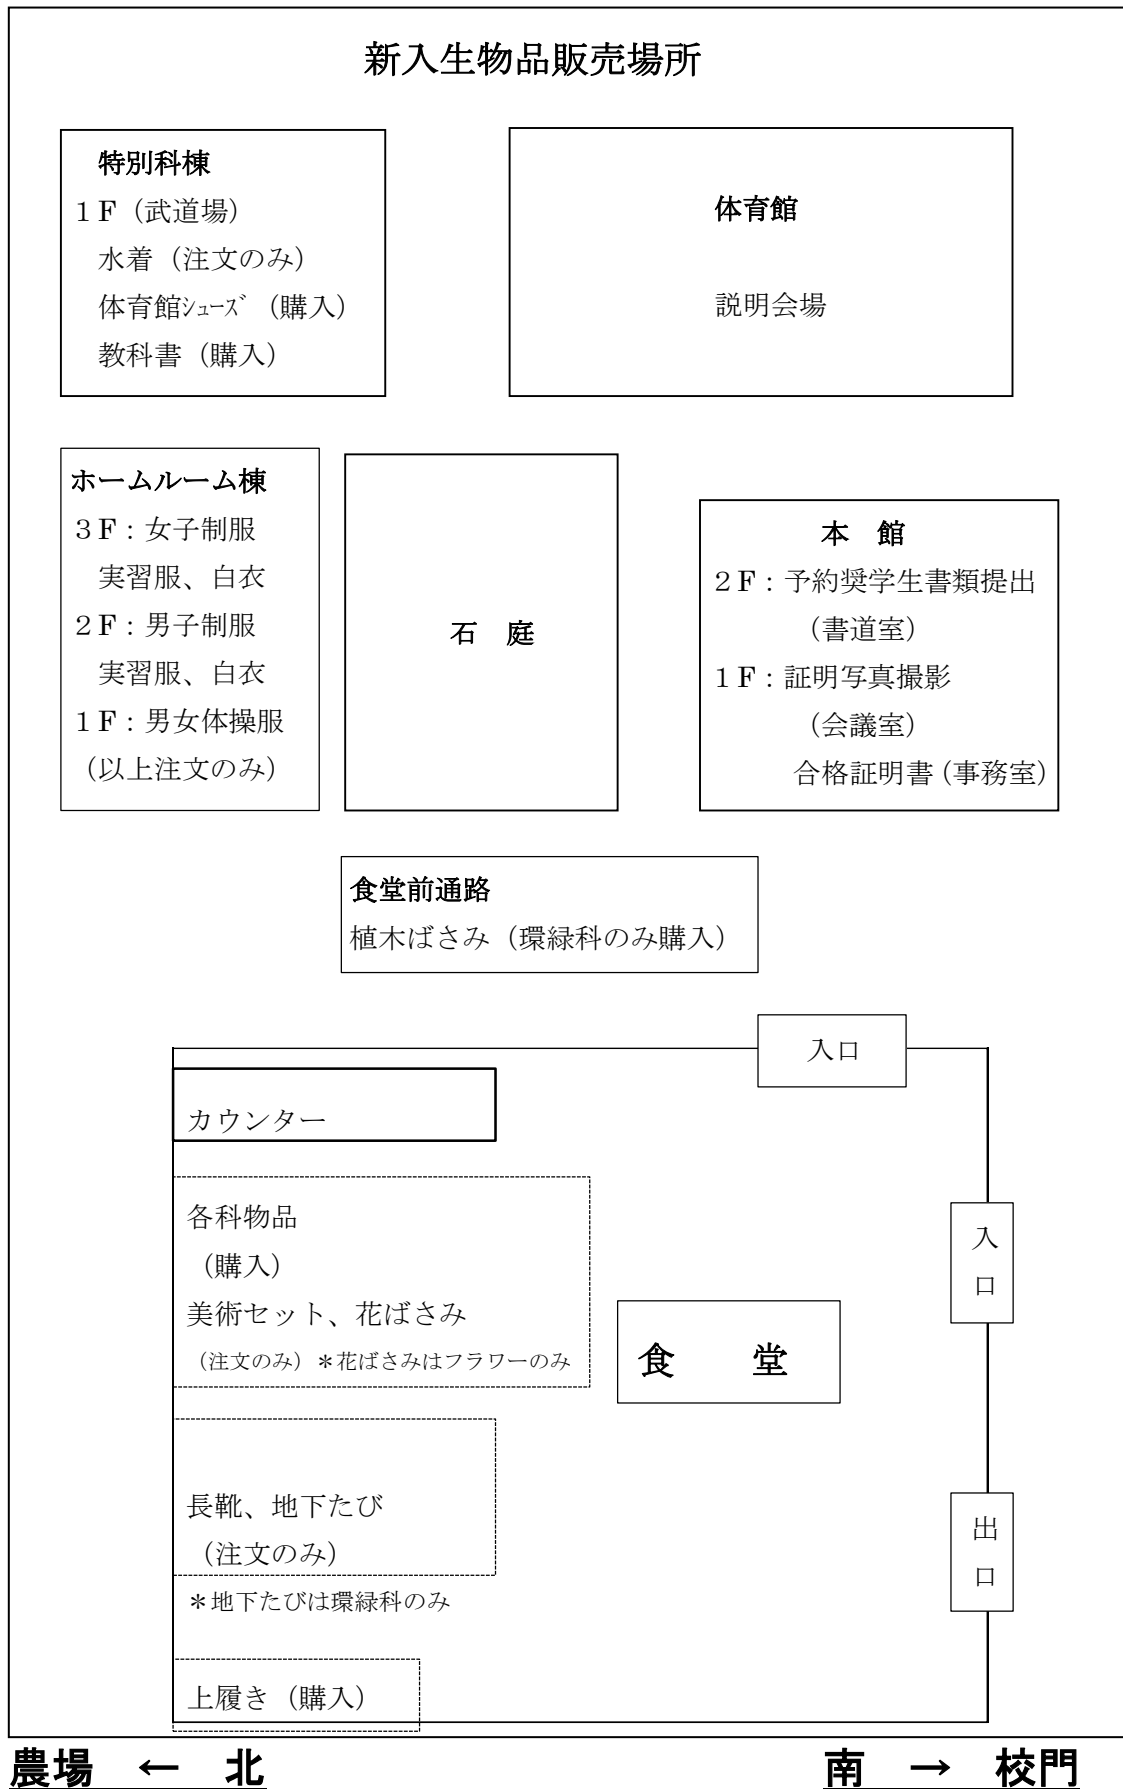 新入生物品販売場所
特別科棟
１F（武道場）
水着（注文のみ）
体育館ｼｭｰｽﾞ（購入）
教科書（購入）
体育館
説明会場
ホームルーム棟
３F：女子制服
実習服、白衣
２F：男子制服
実習服、白衣
１F：男女体操服
（以上注文のみ）
石　庭
本　館
２F：予約奨学生書類提出
（書道室）
１F：証明写真撮影
（会議室）
合格証明書（事務室）
食堂前通路
植木ばさみ（環緑科のみ購入）
入口
カウンター
各科物品
（購入）
美術セット、花ばさみ
（注文のみ）＊花ばさみはフラワーのみ
入
口
食　堂
長靴、地下たび
（注文のみ）
＊地下たびは環緑科のみ
出
口
上履き（購入）
農場　←　北
南　→　校門